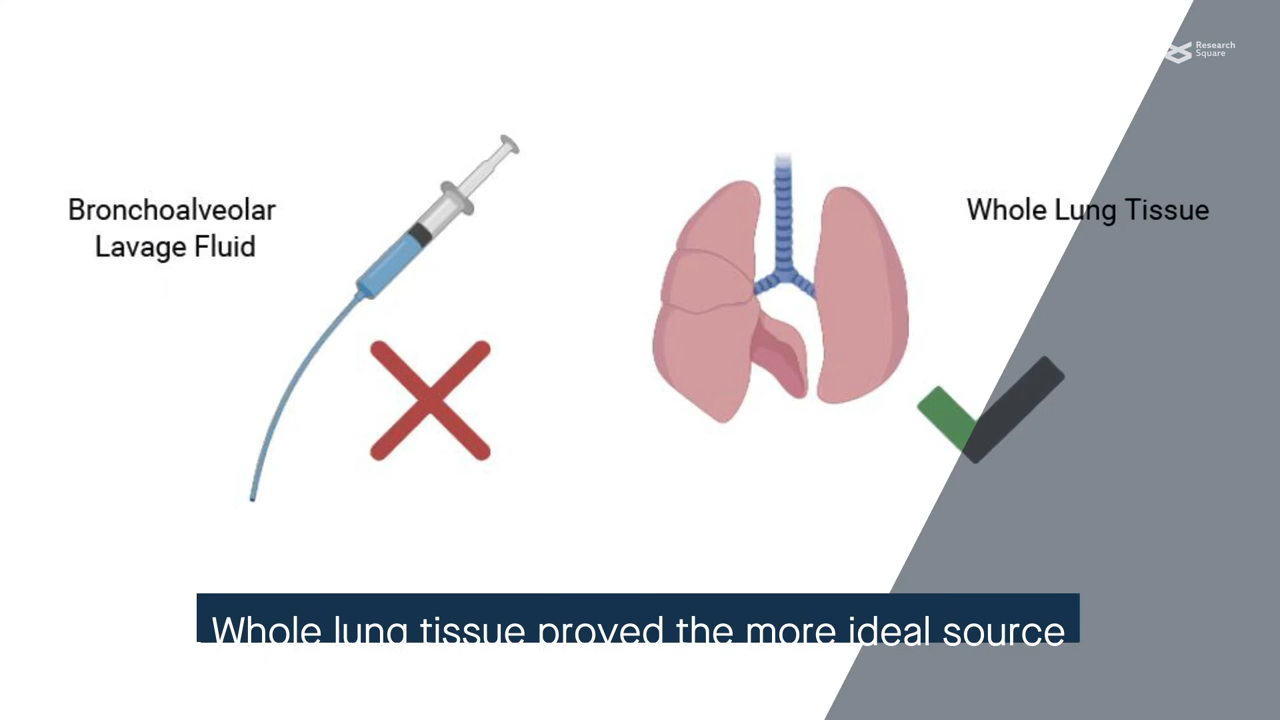 Research
Square
Bronchoalveolar
Lavage Fluid
Whole Lung Tissue
Whole lung tissue proved the more ideal source